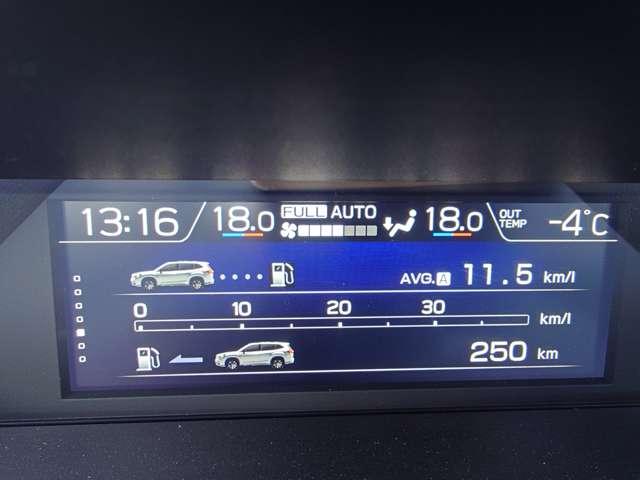 13:16 18.0 FULL AUTO 18.0 OUT TEMP -4°C
AVG. A 11.5 km/l
0 10 20 30 km/l
250 km